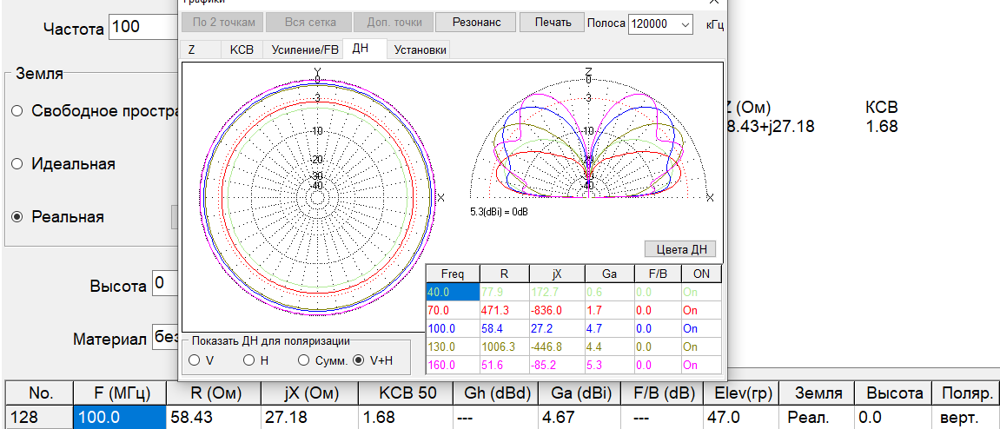 Графики
По 2 точкам Вся сетка Доп. точки Резонанс Печать Полоса 120000 кГц
Частота 100
Z КСВ Усиление/FB ДН Установки
Земля
Свободное простра
Идеальная
Реальная
Высота 0
Материал без
Y
0
-3
-10
-20
-30
-40
X
Z
0
-3
-10
-20
-30
-40
X
5.3(dBi) = 0dB
Z (Ом) КСВ
8.43+j27.18 1.68
Цвета ДН
Freq R jX Ga F/B ON
40.0 77.9 172.7 0.6 0.0 On
70.0 471.3 -836.0 1.7 0.0 On
100.0 58.4 27.2 4.7 0.0 On
130.0 1006.3 -446.8 4.4 0.0 On
160.0 51.6 -85.2 5.3 0.0 On
Показать ДН для поляризации
V H Сумм. V+H
No. F (МГц) R (Ом) jX (Ом) КСВ 50 Gh (dBd) Ga (dBi) F/B (dB) Elev(гр) Земля Высота Поляр.
128 100.0 58.43 27.18 1.68 --- 4.67 --- 47.0 Реал. 0.0 верт.